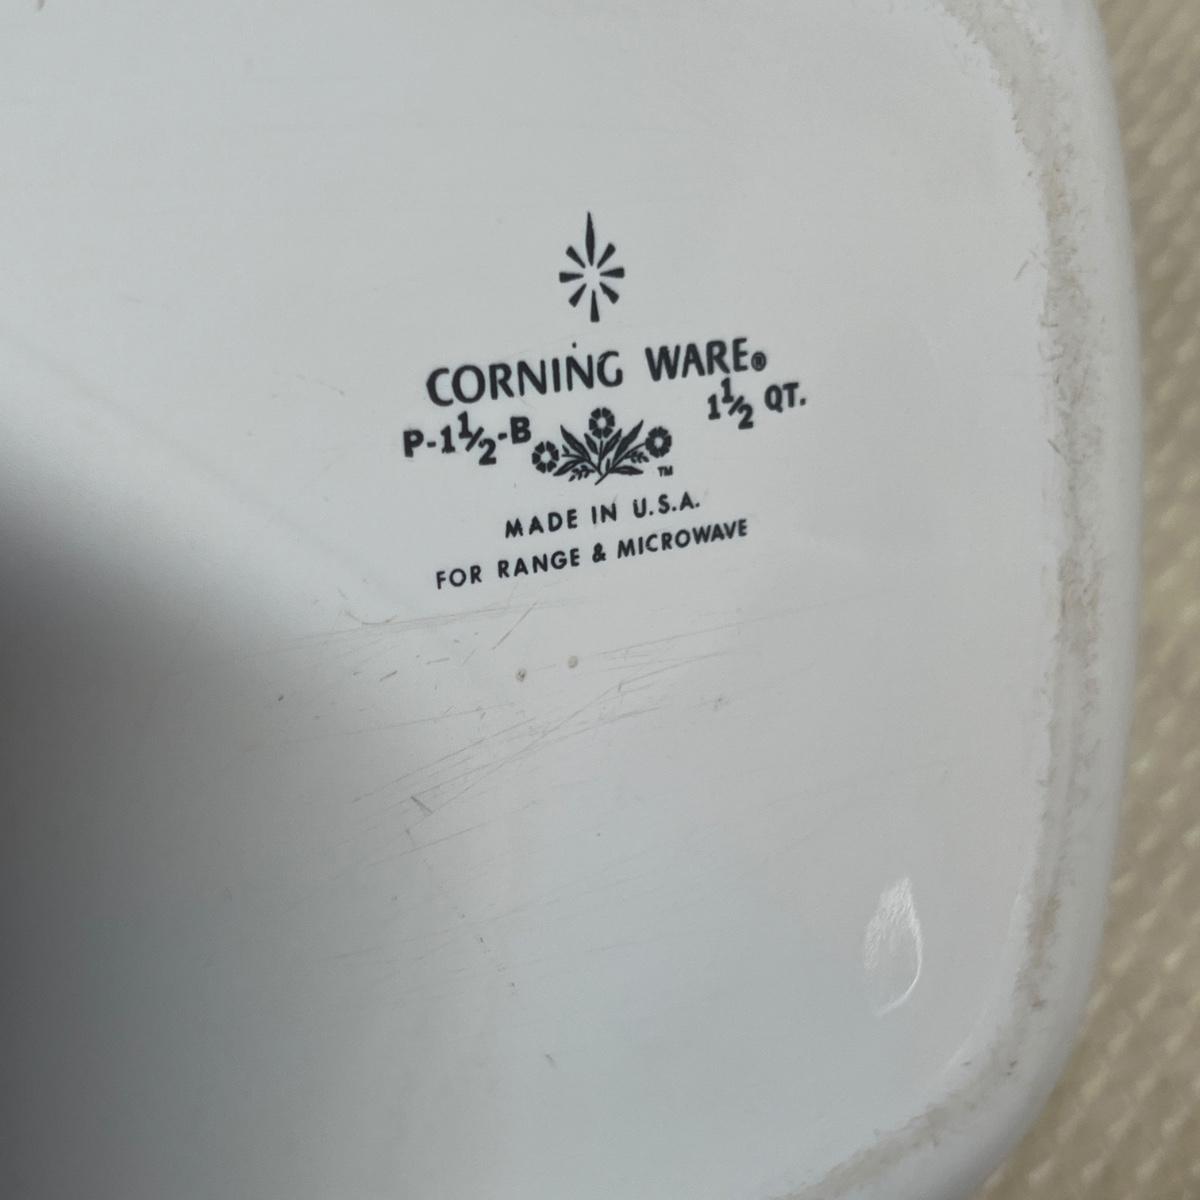 CORNING WARE®
P-1½-B 1½ QT.
TM
MADE IN U.S.A.
FOR RANGE & MICROWAVE